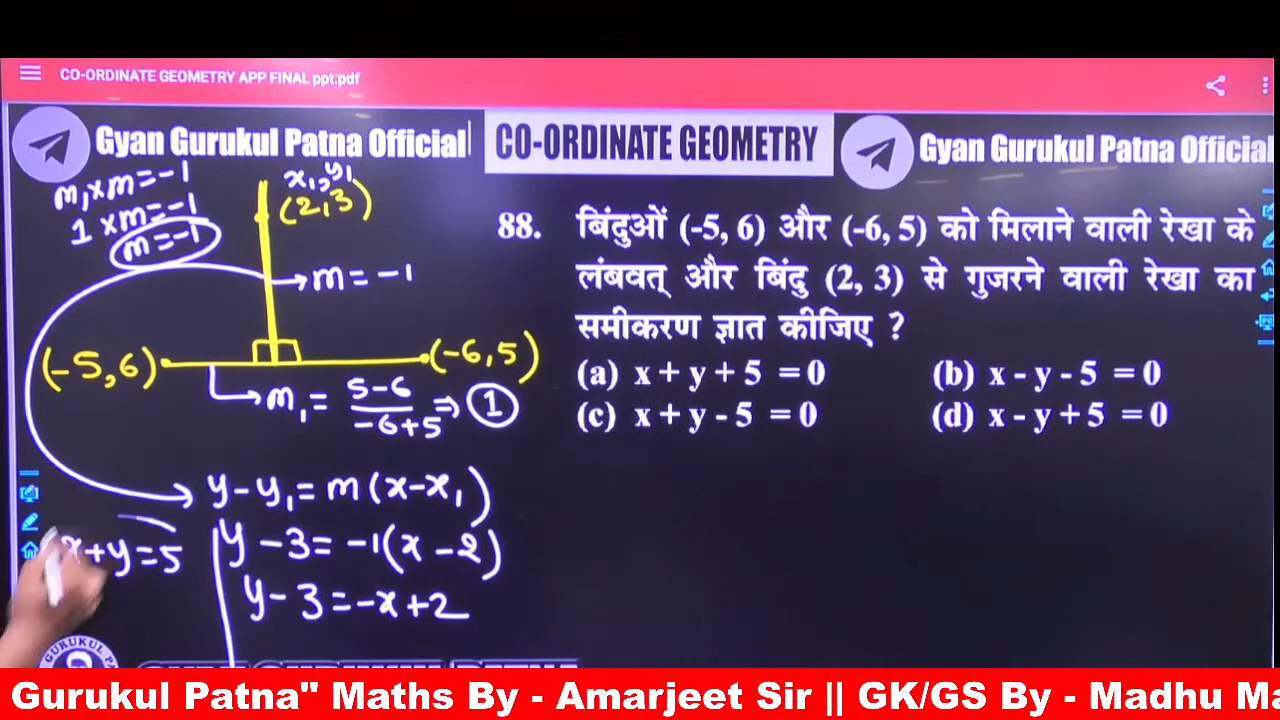 CO-ORDINATE GEOMETRY APP FINAL ppt:pdf
Gyan Gurukul Patna Official
CO-ORDINATE GEOMETRY
Gyan Gurukul Patna Official
m₁×m=-1
1×m=-1
m=-1
x₁,y₁
(2,3)
→m=-1
(-5,6)
(-6,5)
m₁= 5-6/-6+5 ⇒ 1
y-y₁=m(x-x₁)
y-3=-1(x-2)
y-3=-x+2
x+y=5
88. बिंदुओं (-5, 6) और (-6, 5) को मिलाने वाली रेखा के
लंबवत् और बिंदु (2, 3) से गुजरने वाली रेखा का
समीकरण ज्ञात कीजिए ?
(a) x + y + 5 = 0 (b) x - y - 5 = 0
(c) x + y - 5 = 0 (d) x - y + 5 = 0
Gurukul Patna" Maths By - Amarjeet Sir || GK/GS By - Madhu Ma